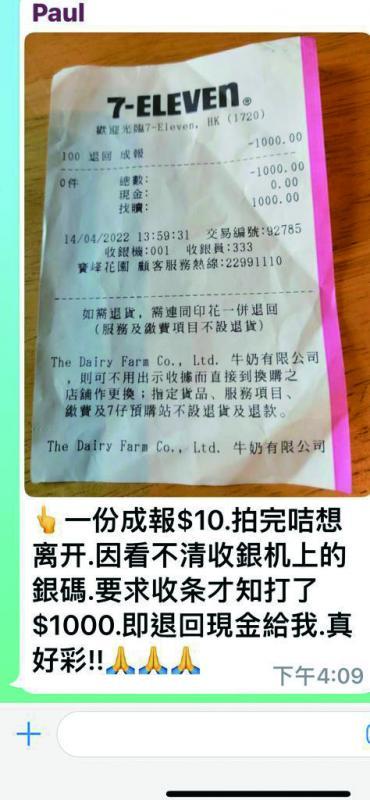 Paul
7-ELEVEN®
歡迎光臨7-Eleven, HK (1720)
100 退回 成報 -1000.00
0件 總數: -1000.00
現金: 0.00
找贖: 1000.00
14/04/2022 13:59:31 交易編號:92785
收銀機:001 收銀員:333
寶峰花園 顧客服務熱線:22991110
如需退貨，需連同印花一併退回
(服務及繳費項目不設退貨)
The Dairy Farm Co., Ltd. 牛奶有限公司
，則可不用出示收據而直接到換購之
店舖作更換；指定貨品、服務項目、
繳費及7仔預購站不設退貨及退款。
The Dairy Farm Co., Ltd. 牛奶有限公司
👆一份成報$10.拍完咭想
离开.因看不清收銀机上的
銀碼.要求收条才知打了
$1000.即退回現金給我.真
好彩!!🙏🙏🙏
下午4:09